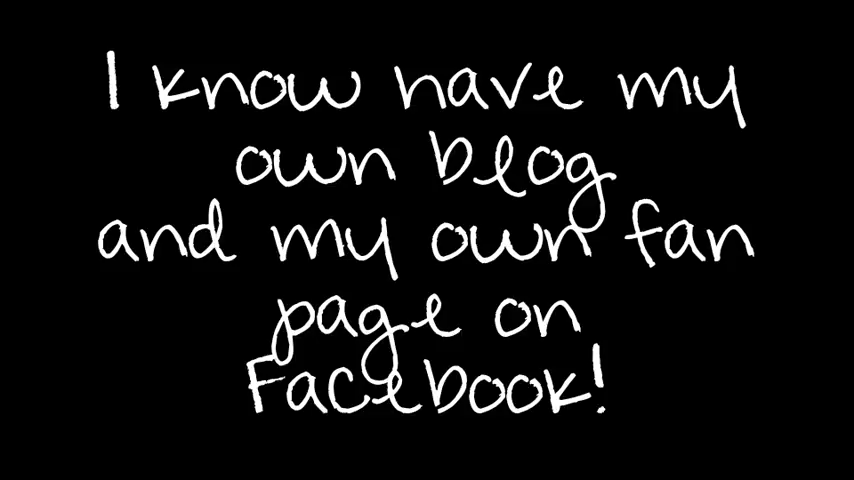 I know have my
own blog
and my own fan
page on
Facebook!